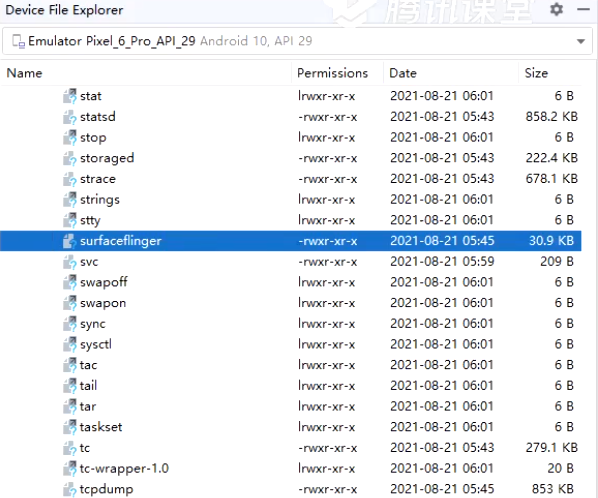 Device File Explorer
腾讯课堂
Emulator Pixel_6_Pro_API_29 Android 10, API 29
Name Permissions Date Size
stat lrwxr-xr-x 2021-08-21 06:01 6 B
statsd -rwxr-xr-x 2021-08-21 05:43 858.2 KB
stop lrwxr-xr-x 2021-08-21 06:01 6 B
storaged -rwxr-xr-x 2021-08-21 05:43 222.4 KB
strace -rwxr-xr-x 2021-08-21 05:43 678.1 KB
strings lrwxr-xr-x 2021-08-21 06:01 6 B
stty lrwxr-xr-x 2021-08-21 06:01 6 B
surfaceflinger -rwxr-xr-x 2021-08-21 05:45 30.9 KB
svc -rwxr-xr-x 2021-08-21 05:59 209 B
swapoff lrwxr-xr-x 2021-08-21 06:01 6 B
swapon lrwxr-xr-x 2021-08-21 06:01 6 B
sync lrwxr-xr-x 2021-08-21 06:01 6 B
sysctl lrwxr-xr-x 2021-08-21 06:01 6 B
tac lrwxr-xr-x 2021-08-21 06:01 6 B
tail lrwxr-xr-x 2021-08-21 06:01 6 B
tar lrwxr-xr-x 2021-08-21 06:01 6 B
taskset lrwxr-xr-x 2021-08-21 06:01 6 B
tc -rwxr-xr-x 2021-08-21 05:43 279.1 KB
tc-wrapper-1.0 lrwxr-xr-x 2021-08-21 06:01 20 B
tcpdump -rwxr-xr-x 2021-08-21 05:45 853 KB